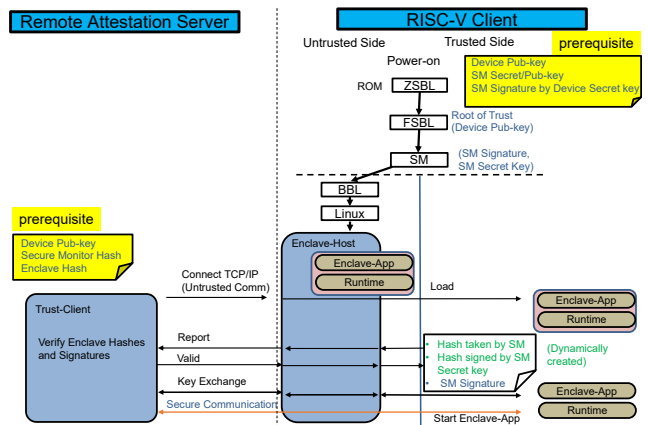 Remote Attestation Server
RISC-V Client
Untrusted Side
Trusted Side
prerequisite
Device Pub-key
SM Secret/Pub-key
SM Signature by Device Secret key
Power-on
ROM
ZSBL
FSBL
Root of Trust
(Device Pub-key)
SM
(SM Signature,
SM Secret Key)
BBL
Linux
prerequisite
Device Pub-key
Secure Monitor Hash
Enclave Hash
Enclave-Host
Enclave-App
Runtime
Connect TCP/IP
(Untrusted Comm)
Load
Enclave-App
Runtime
Trust-Client
Verify Enclave Hashes
and Signatures
Report
Valid
Key Exchange
Secure Communication
• Hash taken by SM
• Hash signed by SM
Secret key
• SM Signature
(Dynamically
created)
Enclave-App
Runtime
Start Enclave-App